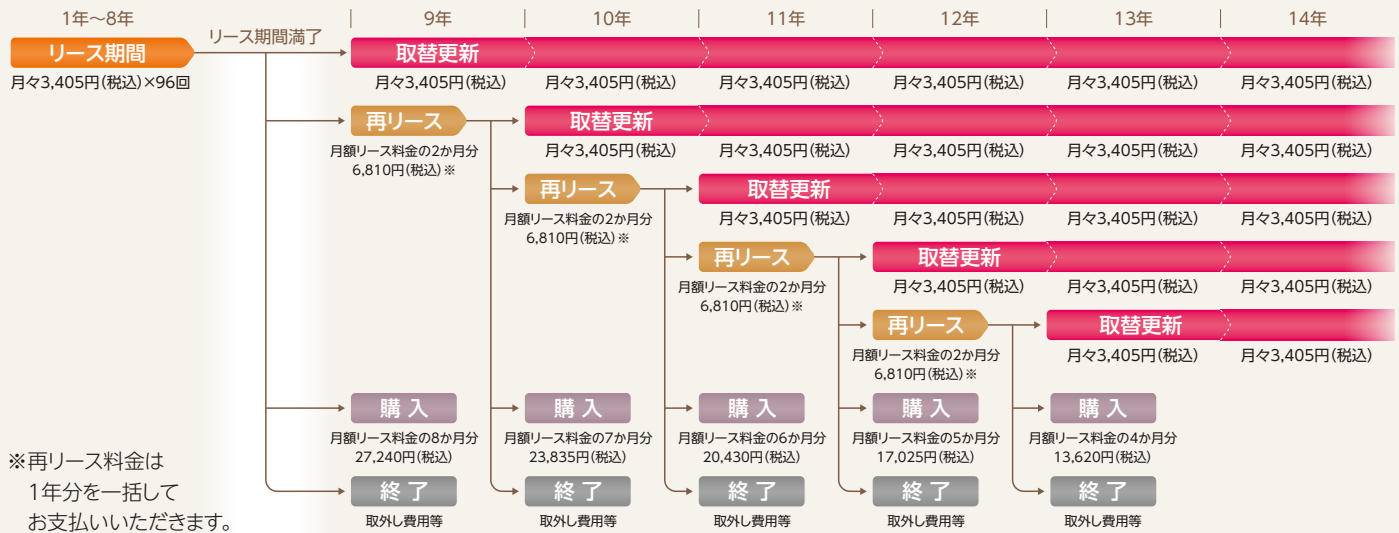 1年～8年
9年
10年
11年
12年
13年
14年
リース期間
リース期間満了
取替更新
月々3,405円(税込)×96回
月々3,405円(税込)
月々3,405円(税込)
月々3,405円(税込)
月々3,405円(税込)
月々3,405円(税込)
月々3,405円(税込)
再リース
取替更新
月額リース料金の2か月分
6,810円(税込)※
月々3,405円(税込)
月々3,405円(税込)
月々3,405円(税込)
月々3,405円(税込)
月々3,405円(税込)
再リース
取替更新
月額リース料金の2か月分
6,810円(税込)※
月々3,405円(税込)
月々3,405円(税込)
月々3,405円(税込)
月々3,405円(税込)
再リース
取替更新
月額リース料金の2か月分
6,810円(税込)※
月々3,405円(税込)
月々3,405円(税込)
月々3,405円(税込)
再リース
取替更新
月額リース料金の2か月分
6,810円(税込)※
月々3,405円(税込)
月々3,405円(税込)
購入
月額リース料金の8か月分
27,240円(税込)
購入
月額リース料金の7か月分
23,835円(税込)
購入
月額リース料金の6か月分
20,430円(税込)
購入
月額リース料金の5か月分
17,025円(税込)
購入
月額リース料金の4か月分
13,620円(税込)
終了
取外し費用等
終了
取外し費用等
終了
取外し費用等
終了
取外し費用等
終了
取外し費用等
※再リース料金は
1年分を一括して
お支払いいただきます。